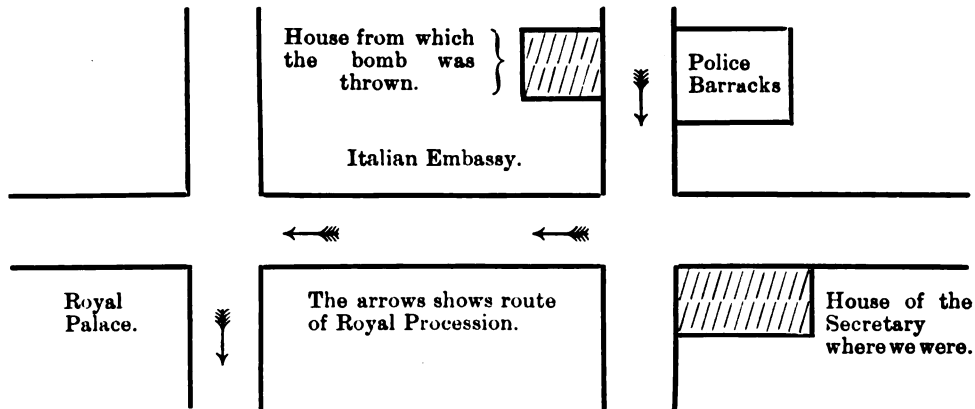 House from which
the bomb was
thrown.
Police
Barracks
Italian Embassy.
Royal
Palace.
The arrows shows route
of Royal Procession.
House of the
Secretary
where we were.